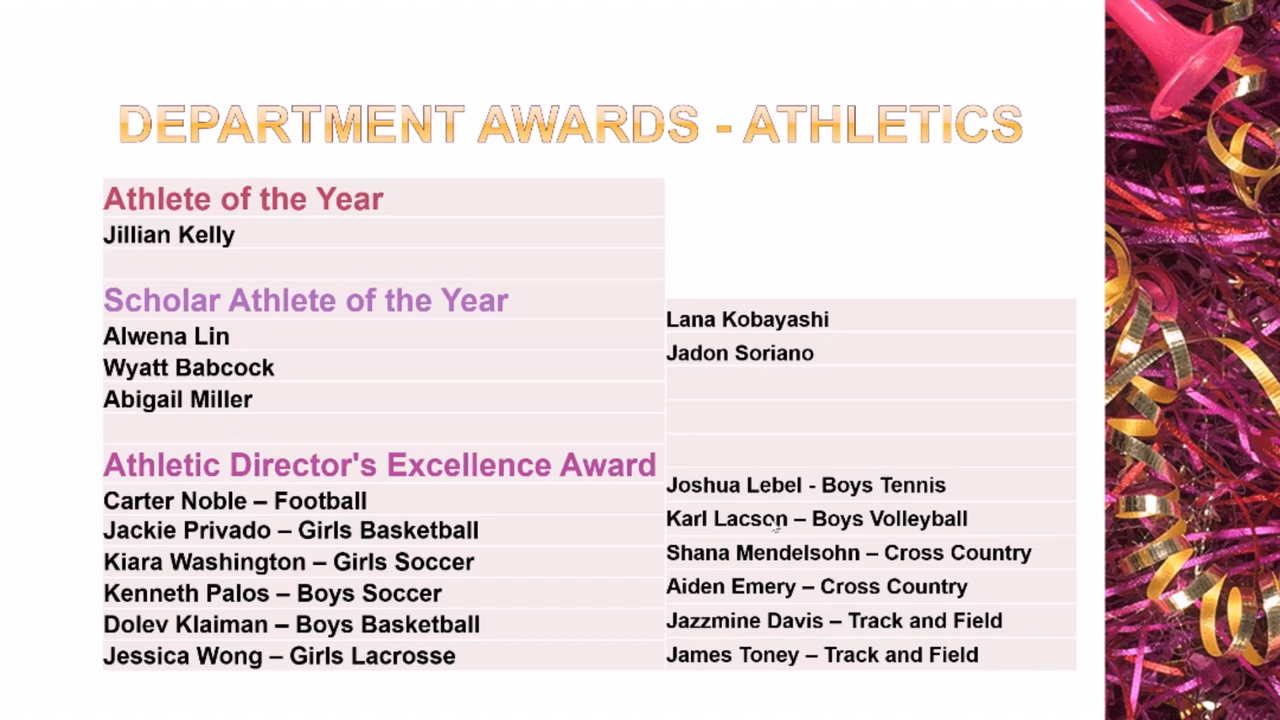 DEPARTMENT AWARDS - ATHLETICS
Athlete of the Year
Jillian Kelly
Scholar Athlete of the Year
Alwena Lin
Wyatt Babcock
Abigail Miller
Lana Kobayashi
Jadon Soriano
Athletic Director's Excellence Award
Carter Noble – Football
Jackie Privado – Girls Basketball
Kiara Washington – Girls Soccer
Kenneth Palos – Boys Soccer
Dolev Klaiman – Boys Basketball
Jessica Wong – Girls Lacrosse
Joshua Lebel - Boys Tennis
Karl Lacson – Boys Volleyball
Shana Mendelsohn – Cross Country
Aiden Emery – Cross Country
Jazzmine Davis – Track and Field
James Toney – Track and Field